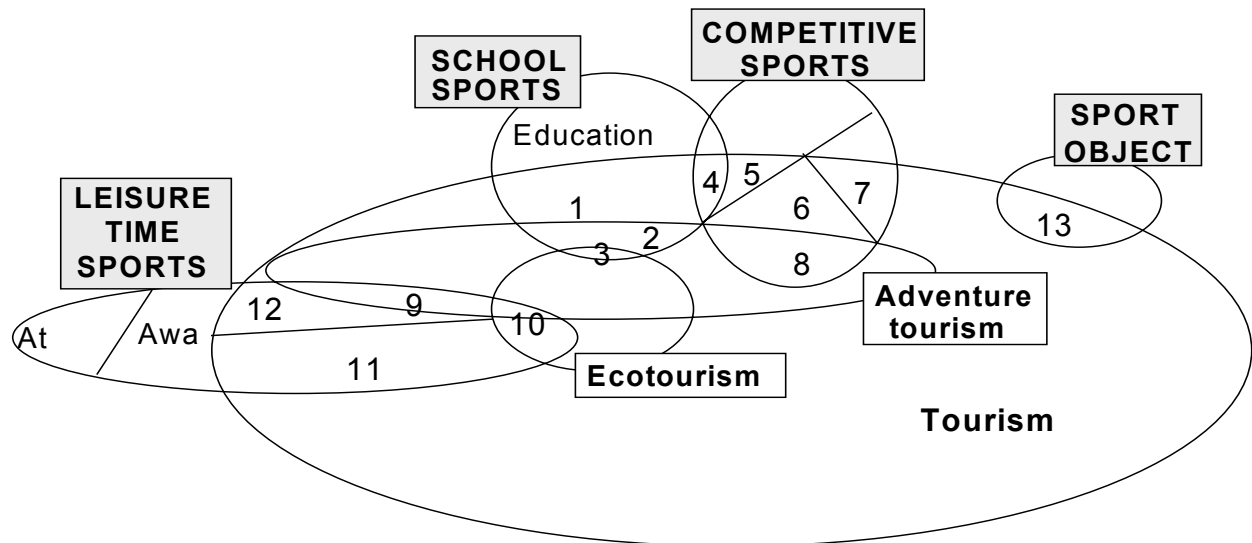 COMPETITIVE
SPORTS
SCHOOL
SPORTS
SPORT
OBJECT
Education
LEISURE
TIME
SPORTS
1
2
3
4
5
6
7
8
13
12
9
10
11
At
Awa
Adventure
tourism
Ecotourism
Tourism